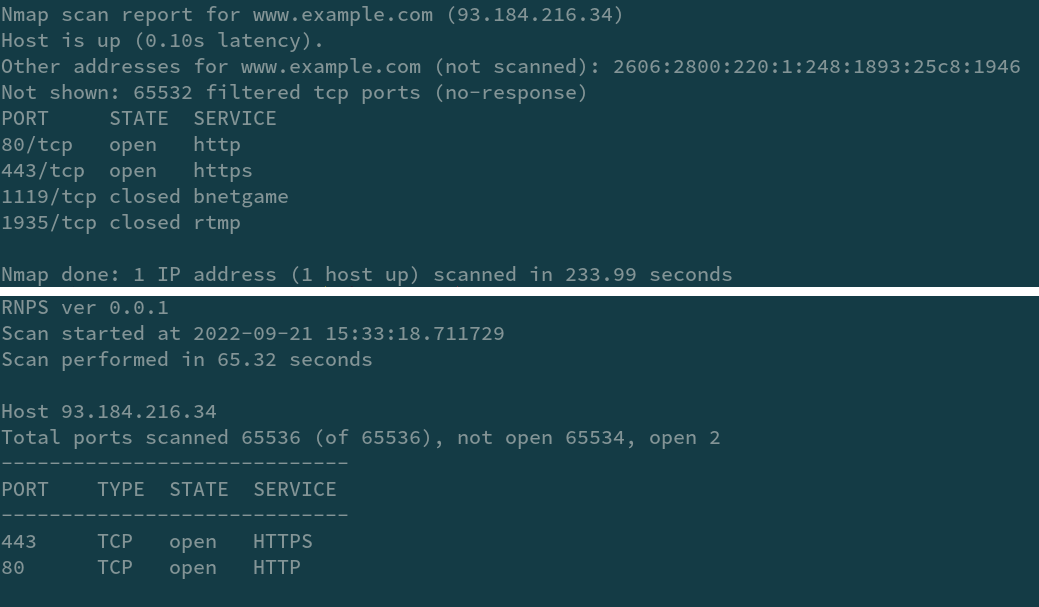 Nmap scan report for www.example.com (93.184.216.34)
Host is up (0.10s latency).
Other addresses for www.example.com (not scanned): 2606:2800:220:1:248:1893:25c8:1946
Not shown: 65532 filtered tcp ports (no-response)
PORT     STATE  SERVICE
80/tcp   open   http
443/tcp  open   https
1119/tcp closed bnetgame
1935/tcp closed rtmp
Nmap done: 1 IP address (1 host up) scanned in 233.99 seconds
RNPS ver 0.0.1
Scan started at 2022-09-21 15:33:18.711729
Scan performed in 65.32 seconds
Host 93.184.216.34
Total ports scanned 65536 (of 65536), not open 65534, open 2
-----------------------------
PORT    TYPE  STATE  SERVICE
-----------------------------
443     TCP   open   HTTPS
80      TCP   open   HTTP